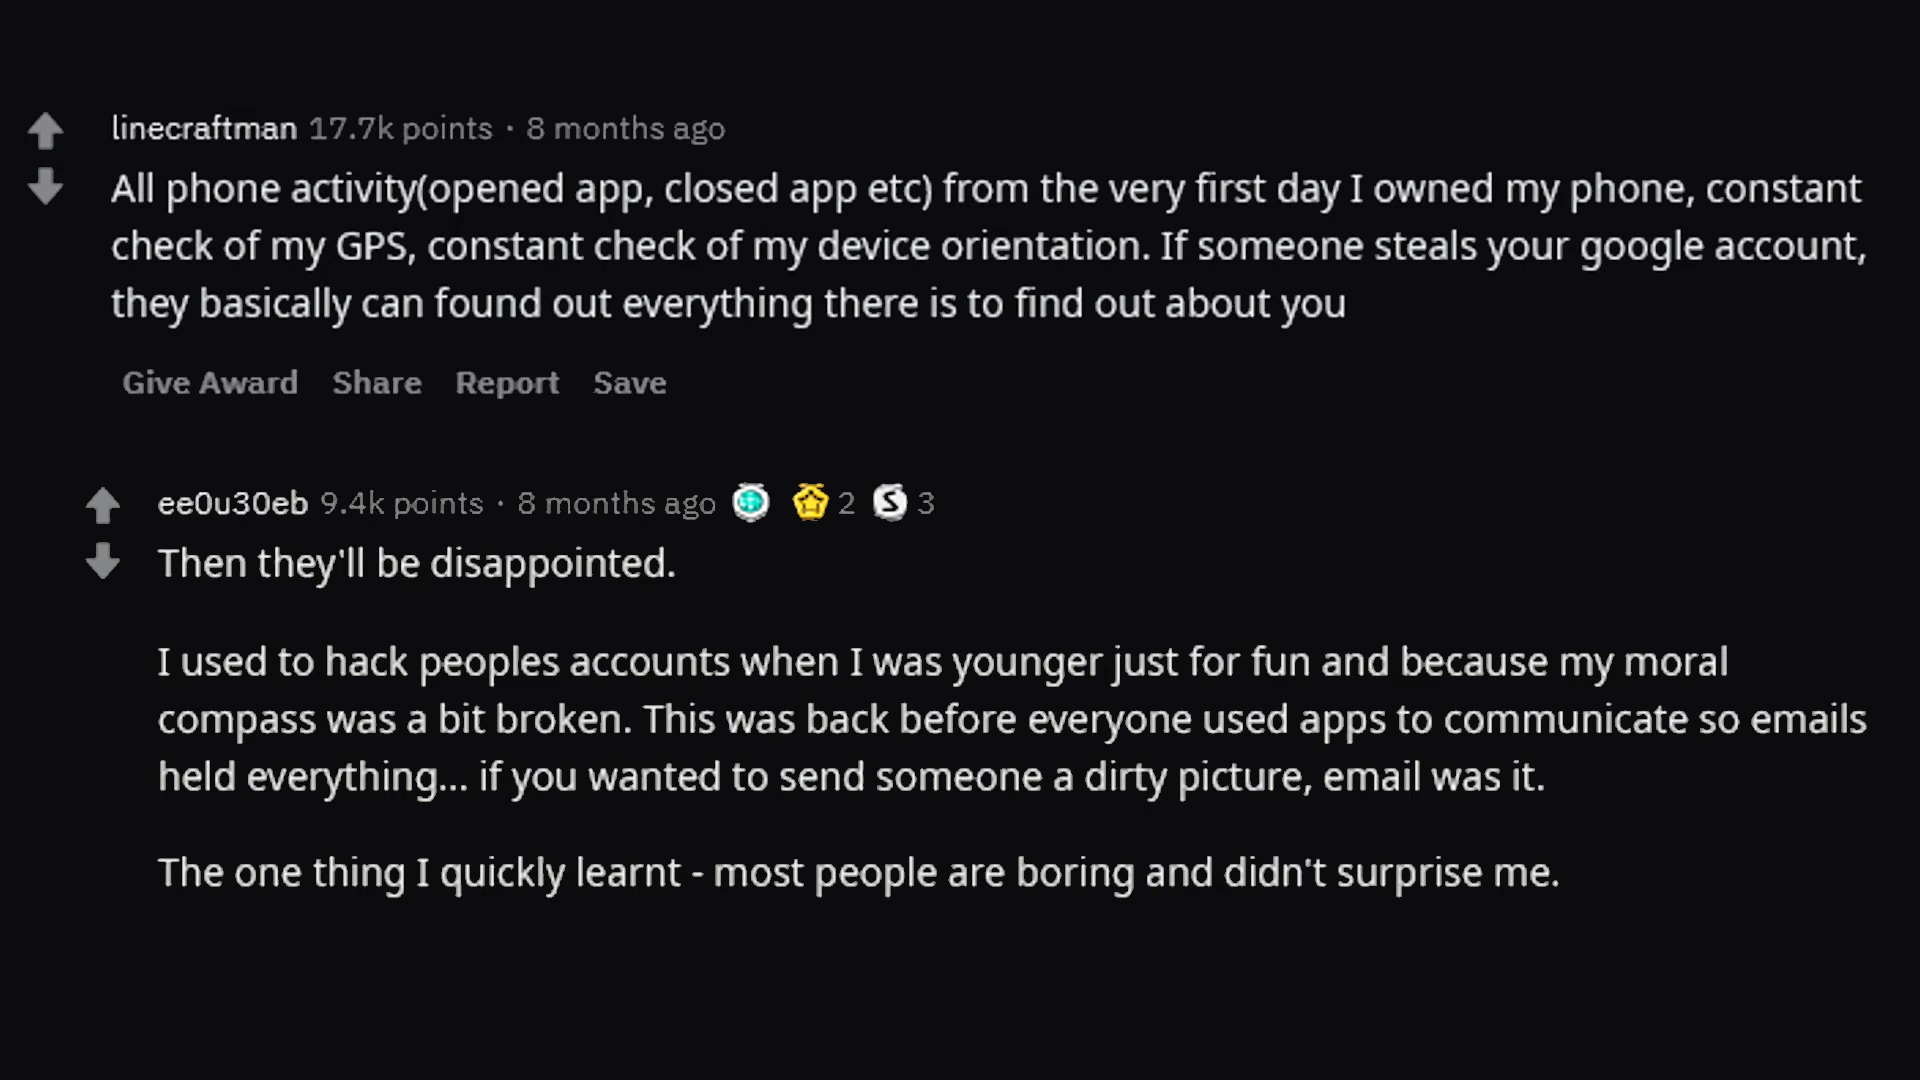 linecraftman 17.7k points · 8 months ago
All phone activity(opened app, closed app etc) from the very first day I owned my phone, constant
check of my GPS, constant check of my device orientation. If someone steals your google account,
they basically can found out everything there is to find out about you
Give Award Share Report Save
ee0u30eb 9.4k points · 8 months ago 2 S 3
Then they'll be disappointed.
I used to hack peoples accounts when I was younger just for fun and because my moral
compass was a bit broken. This was back before everyone used apps to communicate so emails
held everything... if you wanted to send someone a dirty picture, email was it.
The one thing I quickly learnt - most people are boring and didn't surprise me.